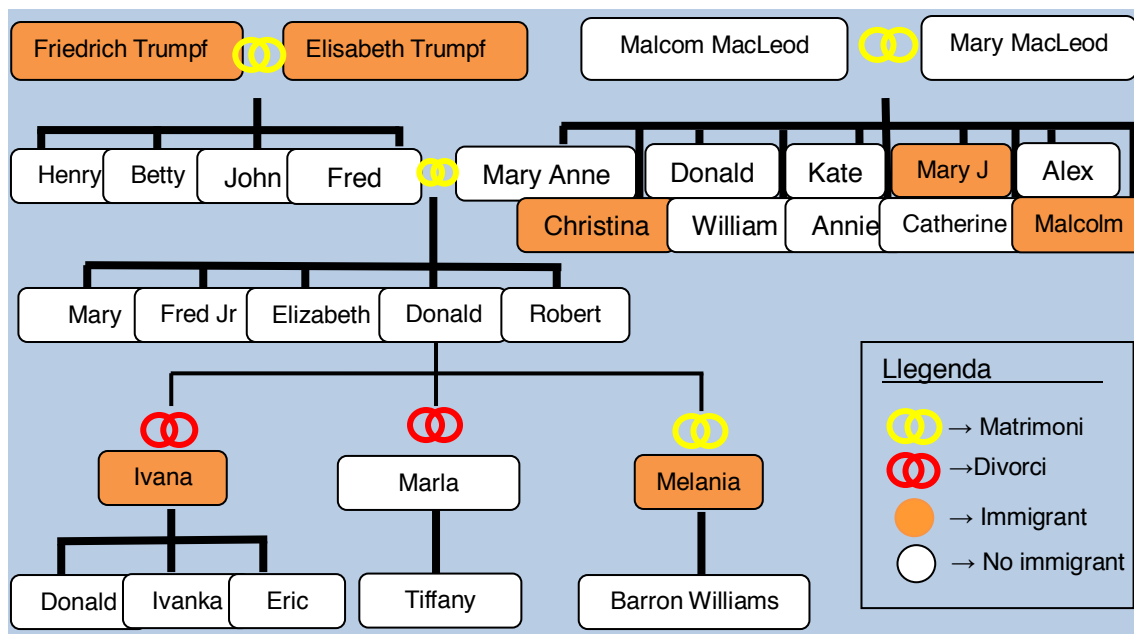 Friedrich Trumpf
Elisabeth Trumpf
Malcom MacLeod
Mary MacLeod
Henry
Betty
John
Fred
Mary Anne
Donald
Kate
Mary J
Alex
Christina
William
Annie
Catherine
Malcolm
Mary
Fred Jr
Elizabeth
Donald
Robert
Ivana
Marla
Melania
Donald
Ivanka
Eric
Tiffany
Barron Williams
Llegenda
→ Matrimoni
→Divorci
→ Immigrant
→ No immigrant